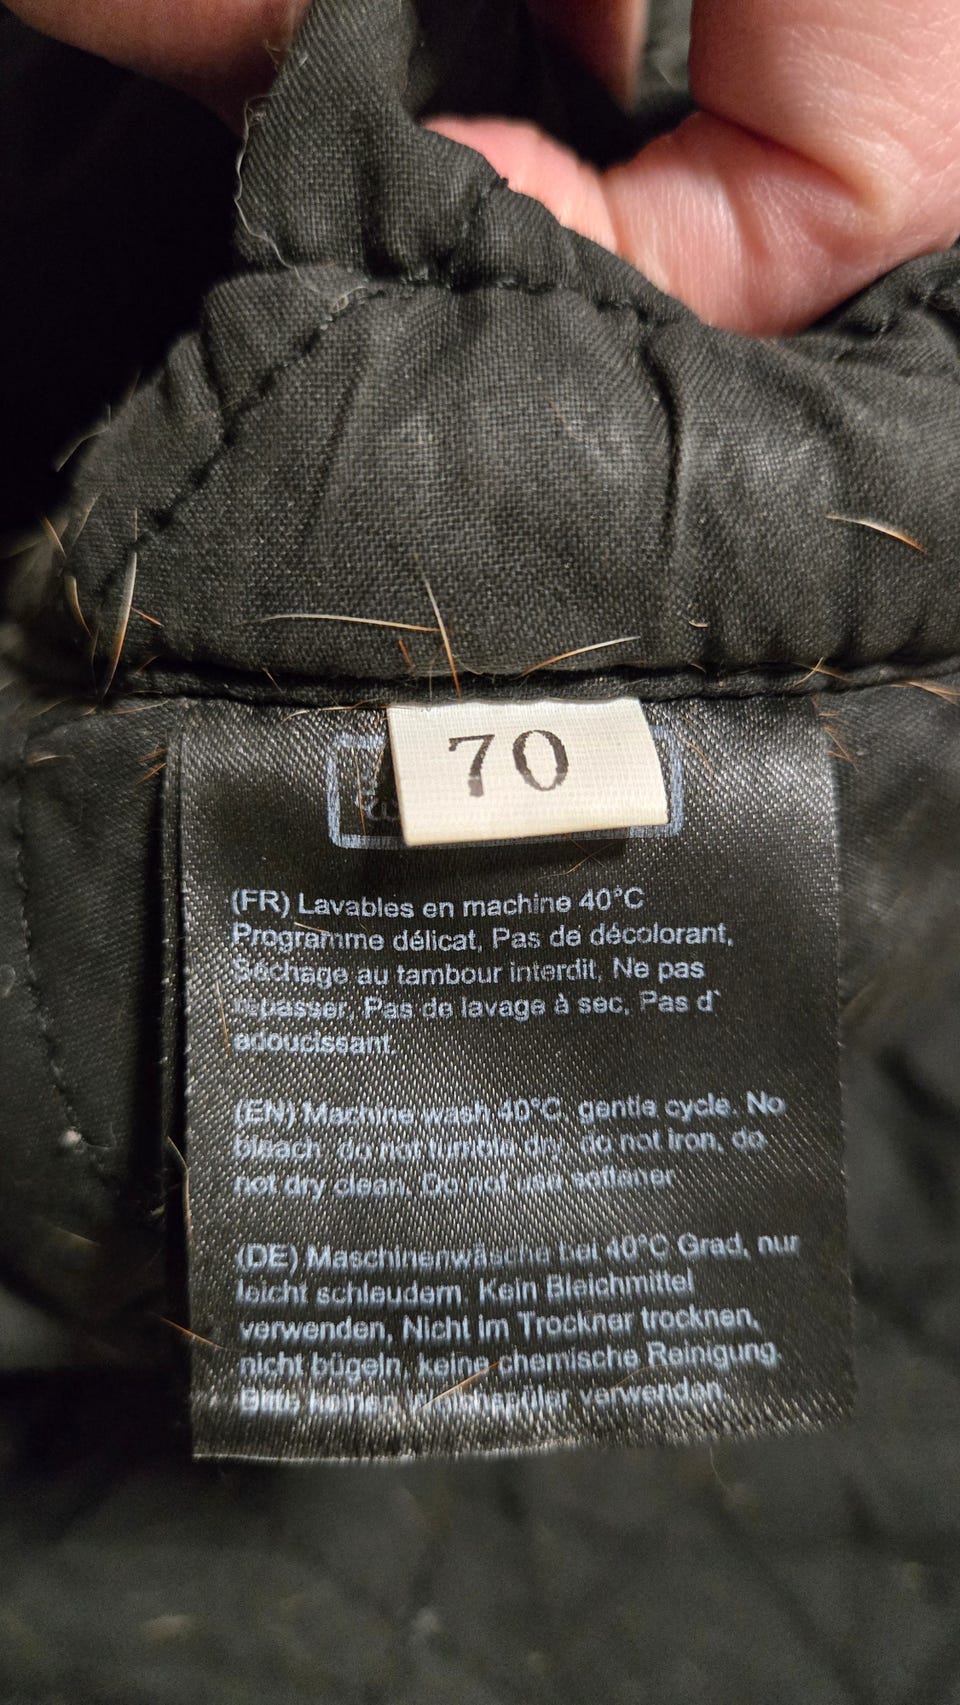 70
(FR) Lavables en machine 40°C
Programme délicat, Pas de décolorant,
Séchage au tambour interdit, Ne pas
repasser, Pas de lavage à sec, Pas d`
adoucissant.
(EN) Machine wash 40°C, gentle cycle. No
bleach, do not tumble dry, do not iron, do
not dry clean. Do not use softener
(DE) Maschinenwäsche bei 40°C Grad, nur
leicht schleudern. Kein Bleichmittel
verwenden, Nicht im Trockner trocknen,
nicht bügeln, keine chemische Reinigung.
Bitte keinen Weichspüler verwenden.